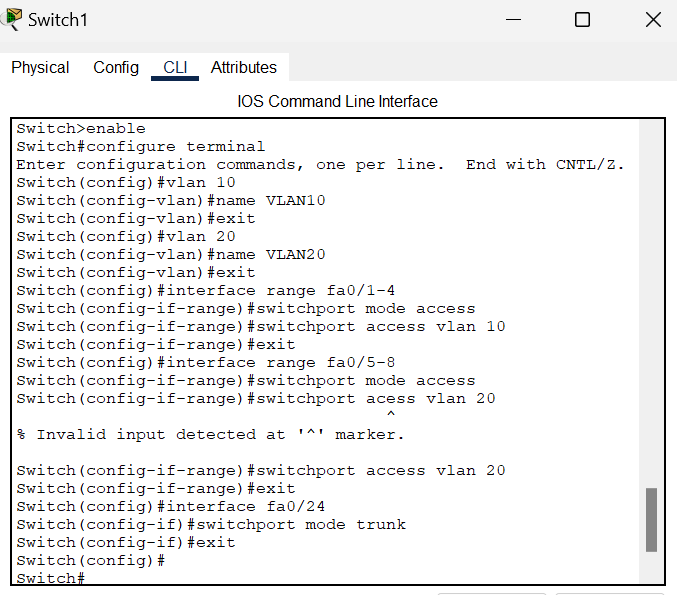 Switch1
Physical Config CLI Attributes
IOS Command Line Interface
Switch>enable
Switch#configure terminal
Enter configuration commands, one per line.  End with CNTL/Z.
Switch(config)#vlan 10
Switch(config-vlan)#name VLAN10
Switch(config-vlan)#exit
Switch(config)#vlan 20
Switch(config-vlan)#name VLAN20
Switch(config-vlan)#exit
Switch(config)#interface range fa0/1-4
Switch(config-if-range)#switchport mode access
Switch(config-if-range)#switchport access vlan 10
Switch(config-if-range)#exit
Switch(config)#interface range fa0/5-8
Switch(config-if-range)#switchport mode access
Switch(config-if-range)#switchport acess vlan 20
^
% Invalid input detected at '^' marker.
Switch(config-if-range)#switchport access vlan 20
Switch(config-if-range)#exit
Switch(config)#interface fa0/24
Switch(config-if)#switchport mode trunk
Switch(config-if)#exit
Switch(config)#
Switch#